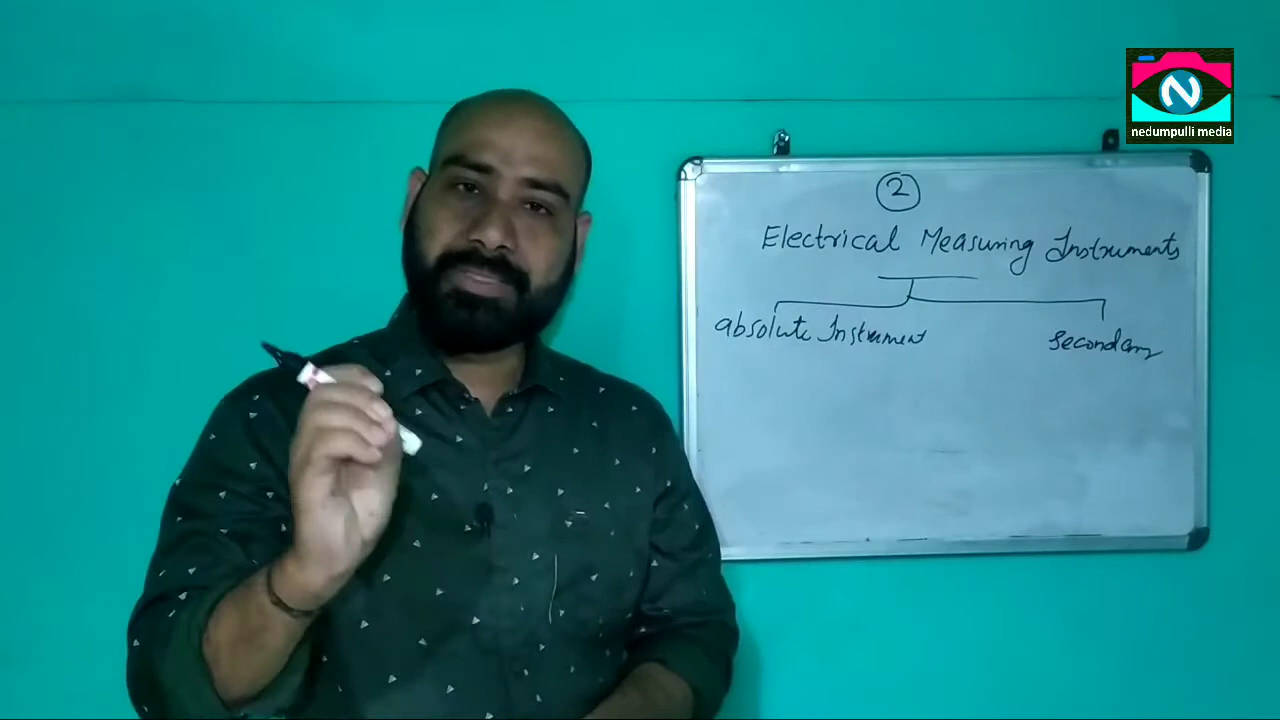 N
nedumpulli media
2
Electrical Measuring Instruments
absolute Instrument
Secondary